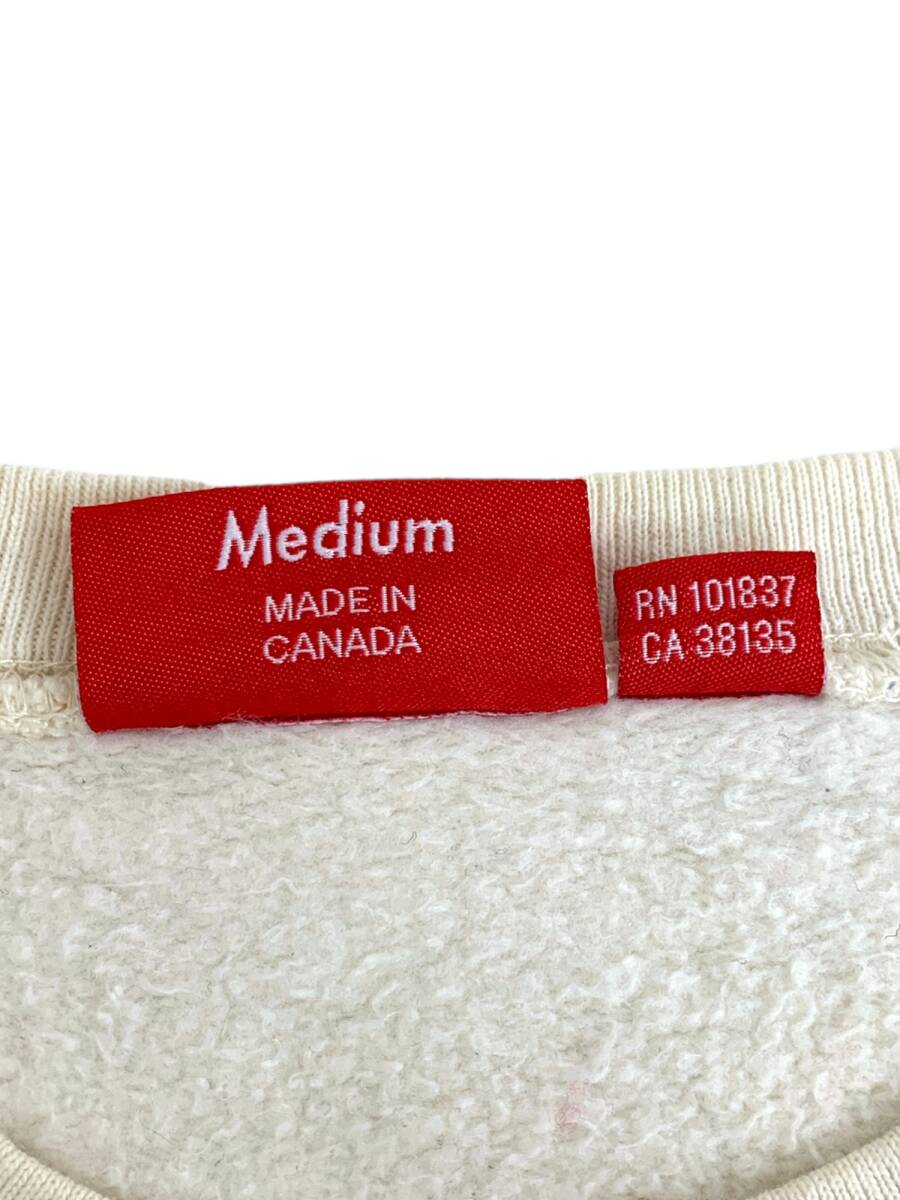 Medium
MADE IN
CANADA
RN 101837
CA 38135